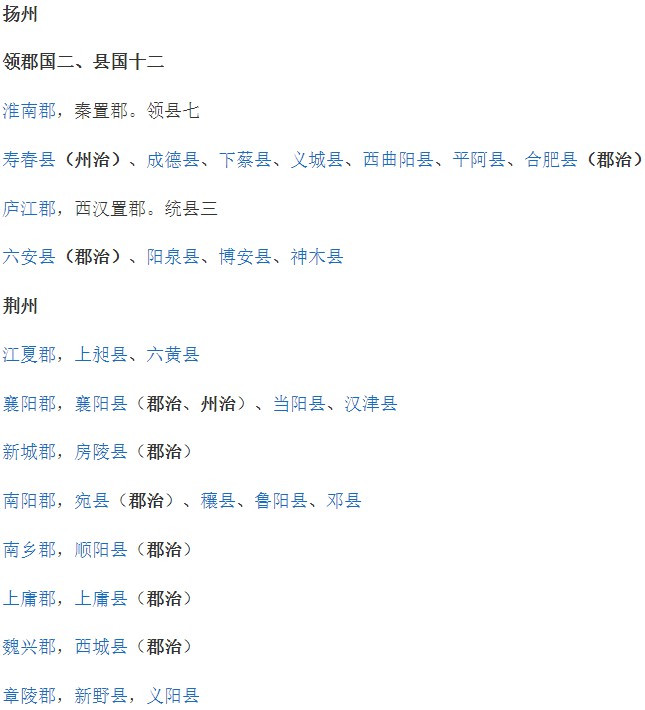 扬州
领郡国二、县国十二
淮南郡，秦置郡。领县七
寿春县（州治）、成德县、下蔡县、义城县、西曲阳县、平阿县、合肥县（郡治）
庐江郡，西汉置郡。统县三
六安县（郡治）、阳泉县、博安县、神木县
荆州
江夏郡，上昶县、六黄县
襄阳郡，襄阳县（郡治、州治）、当阳县、汉津县
新城郡，房陵县（郡治）
南阳郡，宛县（郡治）、穰县、鲁阳县、邓县
南乡郡，顺阳县（郡治）
上庸郡，上庸县（郡治）
魏兴郡，西城县（郡治）
章陵郡，新野县，义阳县